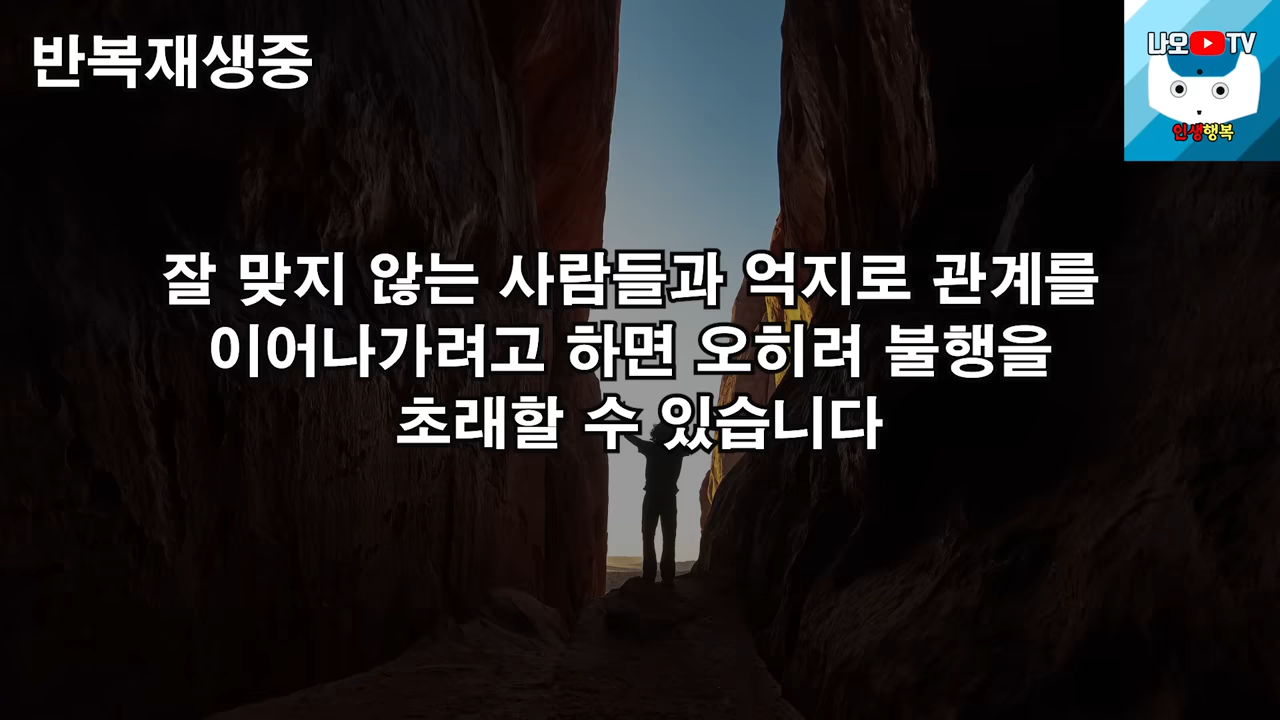 반복재생중
나오 TV
인생행복
잘 맞지 않는 사람들과 억지로 관계를
이어나가려고 하면 오히려 불행을
초래할 수 있습니다